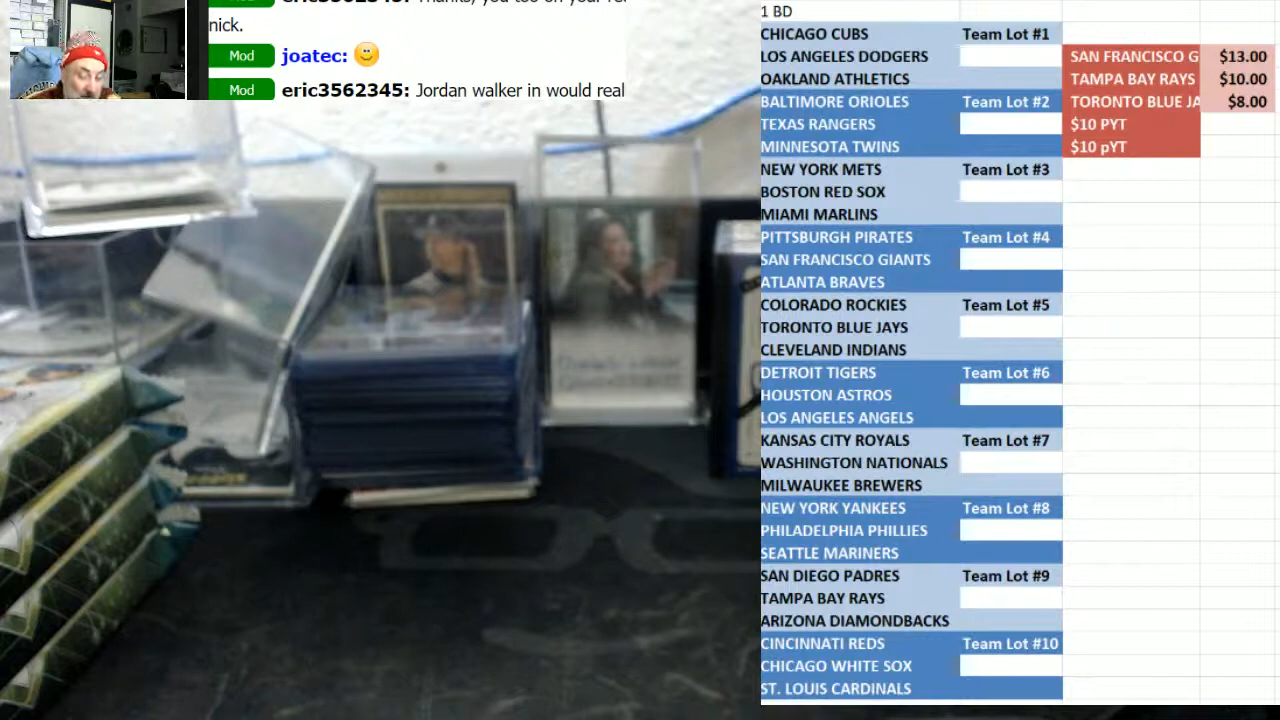 nick.
Mod joatec:
Mod eric3562345: Jordan walker in would real
1 BD
CHICAGO CUBS Team Lot #1
LOS ANGELES DODGERS
OAKLAND ATHLETICS
BALTIMORE ORIOLES Team Lot #2
TEXAS RANGERS
MINNESOTA TWINS
NEW YORK METS Team Lot #3
BOSTON RED SOX
MIAMI MARLINS
PITTSBURGH PIRATES Team Lot #4
SAN FRANCISCO GIANTS
ATLANTA BRAVES
COLORADO ROCKIES Team Lot #5
TORONTO BLUE JAYS
CLEVELAND INDIANS
DETROIT TIGERS Team Lot #6
HOUSTON ASTROS
LOS ANGELES ANGELS
KANSAS CITY ROYALS Team Lot #7
WASHINGTON NATIONALS
MILWAUKEE BREWERS
NEW YORK YANKEES Team Lot #8
PHILADELPHIA PHILLIES
SEATTLE MARINERS
SAN DIEGO PADRES Team Lot #9
TAMPA BAY RAYS
ARIZONA DIAMONDBACKS
CINCINNATI REDS Team Lot #10
CHICAGO WHITE SOX
ST. LOUIS CARDINALS
SAN FRANCISCO G $13.00
TAMPA BAY RAYS $10.00
TORONTO BLUE JA $8.00
$10 PYT
$10 pYT